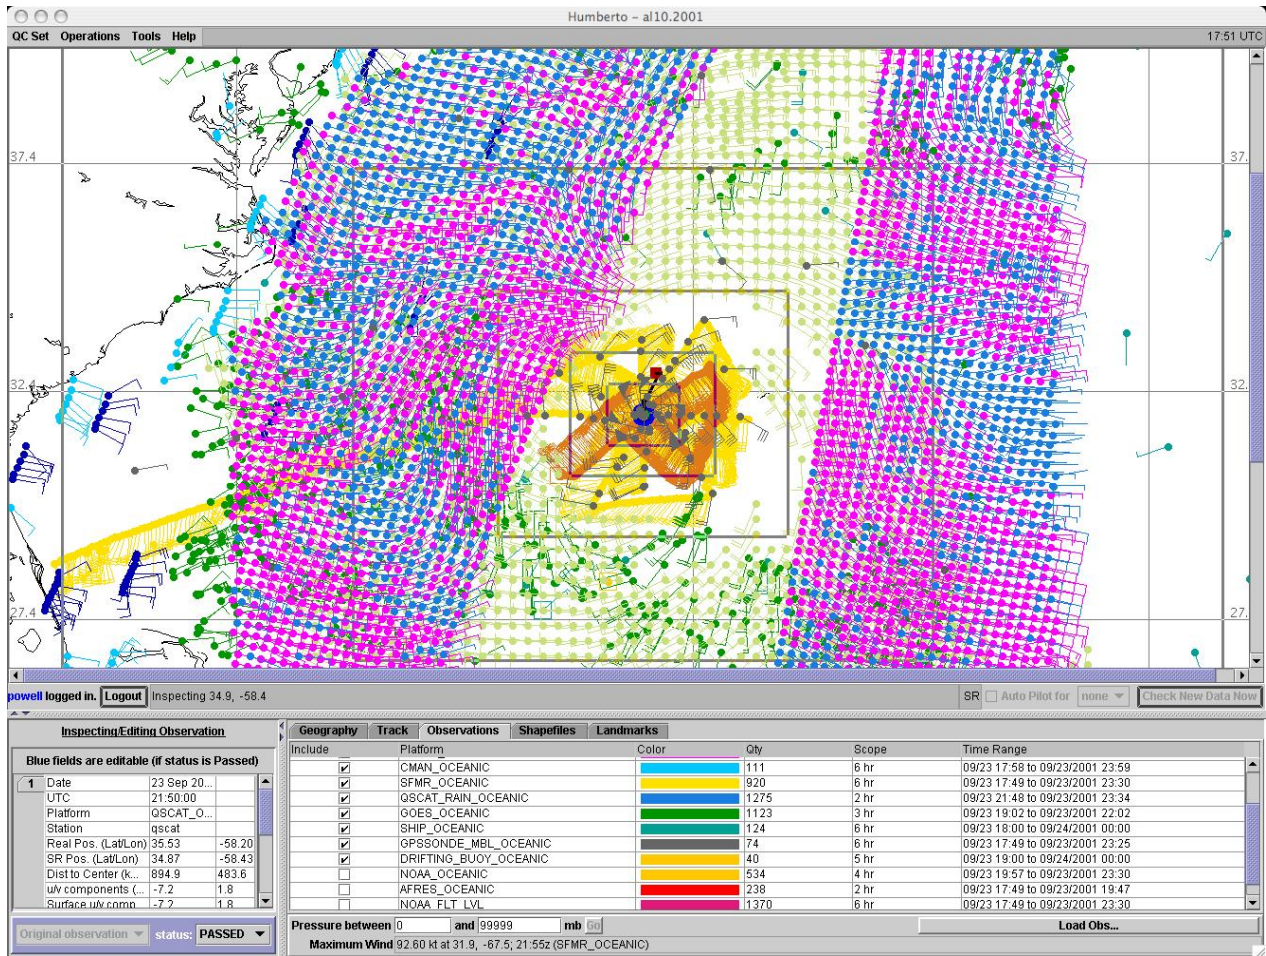 Humberto – al10.2001
QC Set Operations Tools Help 17:51 UTC
37.4 37.
32.4 32.
27.4 27.
powell logged in. Logout Inspecting 34.9, -58.4 SR Auto Pilot for none Check New Data Now
Inspecting/Editing Observation
Blue fields are editable (if status is Passed)
1 Date 23 Sep 20...
UTC 21:50:00
Platform QSCAT_O...
Station qscat
Real Pos. (Lat/Lon) 35.53 -58.20
SR Pos. (Lat/Lon) 34.87 -58.43
Dist to Center (k... 894.9 483.6
u/v components (... -7.2 1.8
Surface u/v comp -7.2 1.8
Original observation status: PASSED
Geography Track Observations Shapefiles Landmarks
Include Platform Color Qty Scope Time Range
CMAN_OCEANIC 111 6 hr 09/23 17:58 to 09/23/2001 23:59
SFMR_OCEANIC 920 6 hr 09/23 17:49 to 09/23/2001 23:30
QSCAT_RAIN_OCEANIC 1275 2 hr 09/23 21:48 to 09/23/2001 23:34
GOES_OCEANIC 1123 3 hr 09/23 19:02 to 09/23/2001 22:02
SHIP_OCEANIC 124 6 hr 09/23 18:00 to 09/24/2001 00:00
GPSSONDE_MBL_OCEANIC 74 6 hr 09/23 17:49 to 09/23/2001 23:25
DRIFTING_BUOY_OCEANIC 40 5 hr 09/23 19:00 to 09/24/2001 00:00
NOAA_OCEANIC 534 4 hr 09/23 19:57 to 09/23/2001 23:30
AFRES_OCEANIC 238 2 hr 09/23 17:49 to 09/23/2001 19:47
NOAA_FLT_LVL 1370 6 hr 09/23 17:49 to 09/23/2001 23:30
Pressure between 0 and 99999 mb Go Load Obs...
Maximum Wind 92.60 kt at 31.9, -67.5; 21:55z (SFMR_OCEANIC)